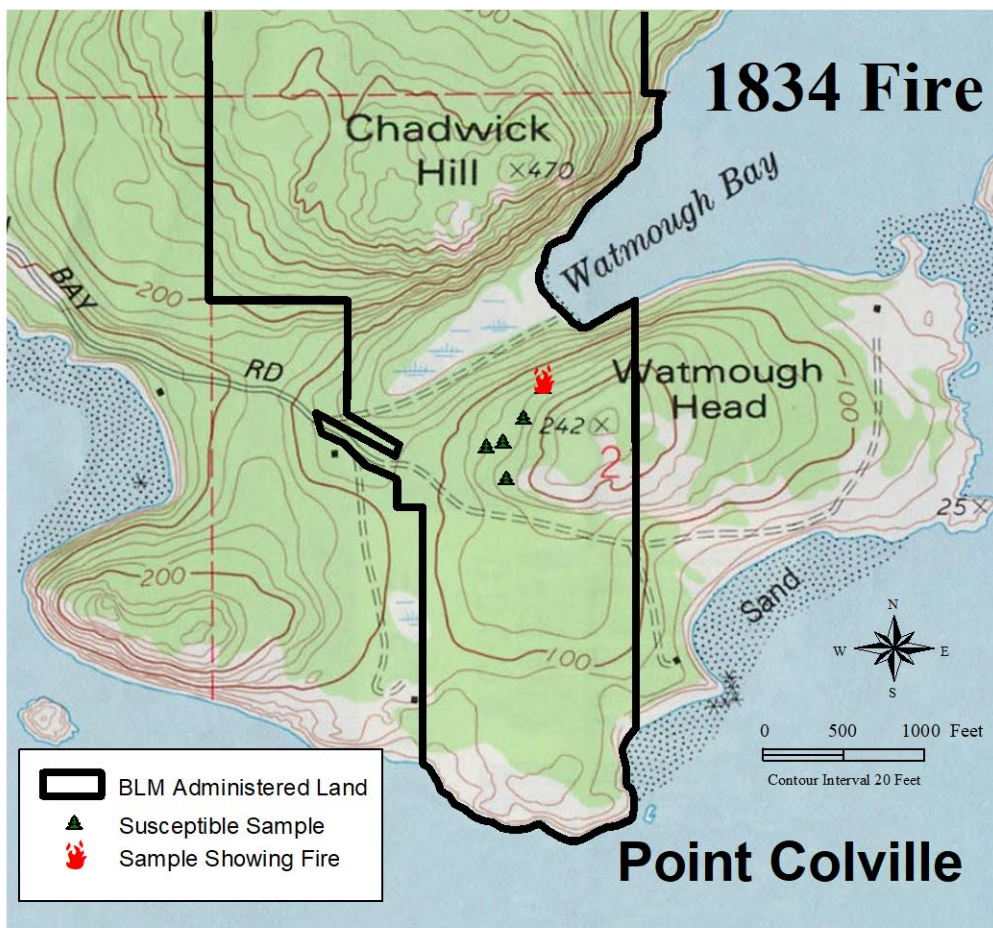 1834 Fire
Chadwick
Hill
×470
Watmough Bay
BAY
RD
200
Watmough
Head
242 ×
2
100
25 ×
200
Sand
100
N
W
E
S
0 500 1000 Feet
Contour Interval 20 Feet
BLM Administered Land
Susceptible Sample
Sample Showing Fire
Point Colville